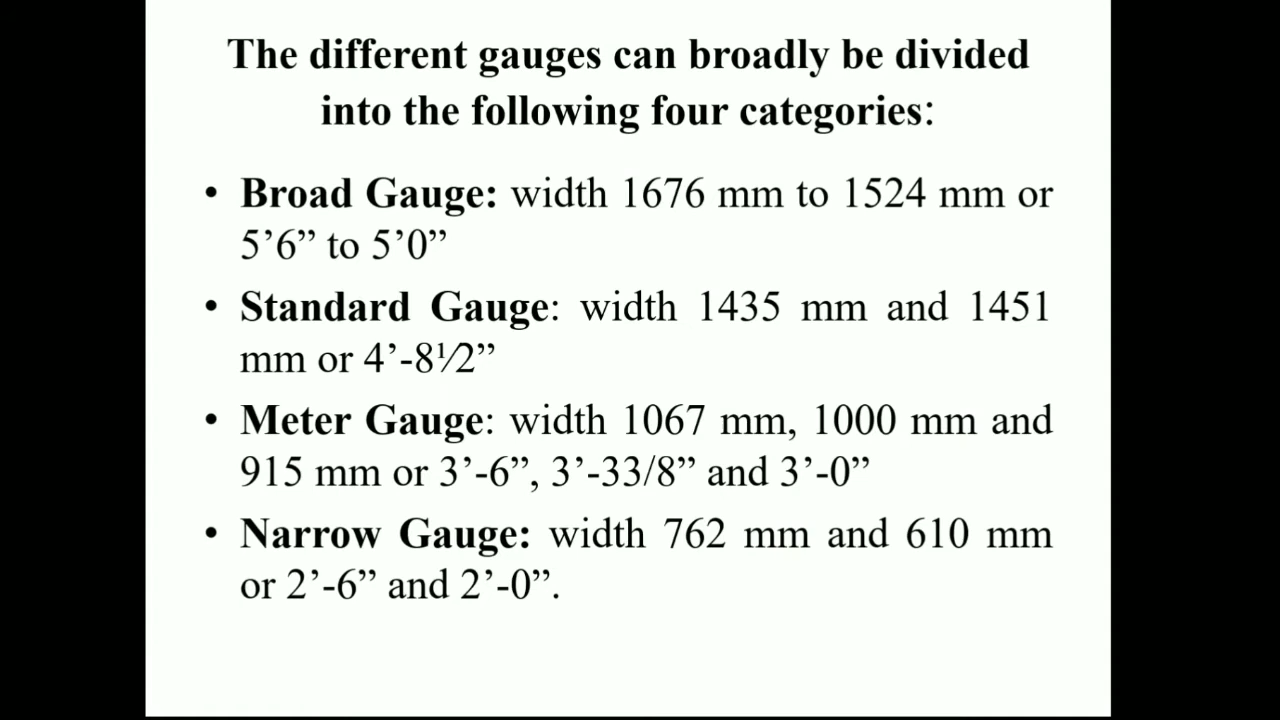 The different gauges can broadly be divided
into the following four categories:
• Broad Gauge: width 1676 mm to 1524 mm or
5’6” to 5’0”
• Standard Gauge: width 1435 mm and 1451
mm or 4’-8½”
• Meter Gauge: width 1067 mm, 1000 mm and
915 mm or 3’-6”, 3’-33/8” and 3’-0”
• Narrow Gauge: width 762 mm and 610 mm
or 2’-6” and 2’-0”.